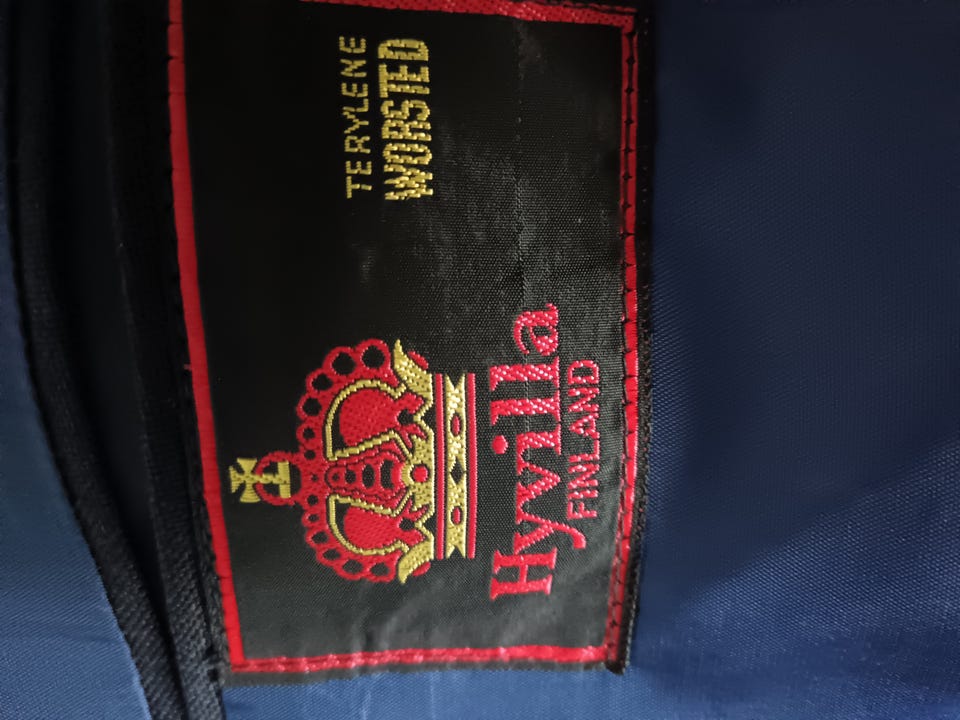 TERYLENE
WORSTED
Hyvilla
FINLAND